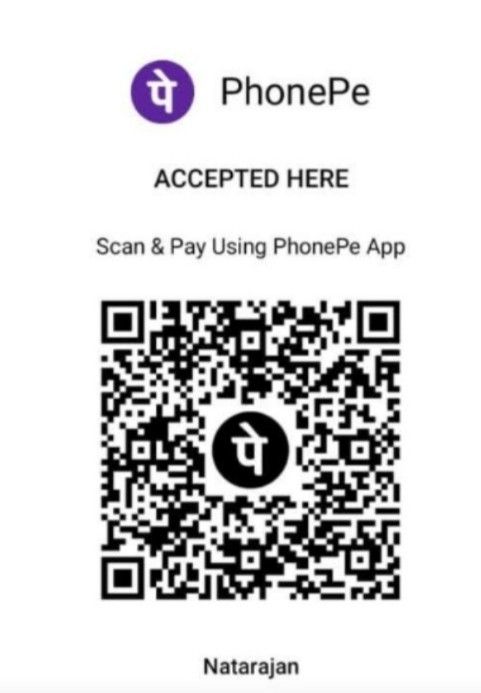 पे PhonePe
ACCEPTED HERE
Scan & Pay Using PhonePe App
पे
Natarajan